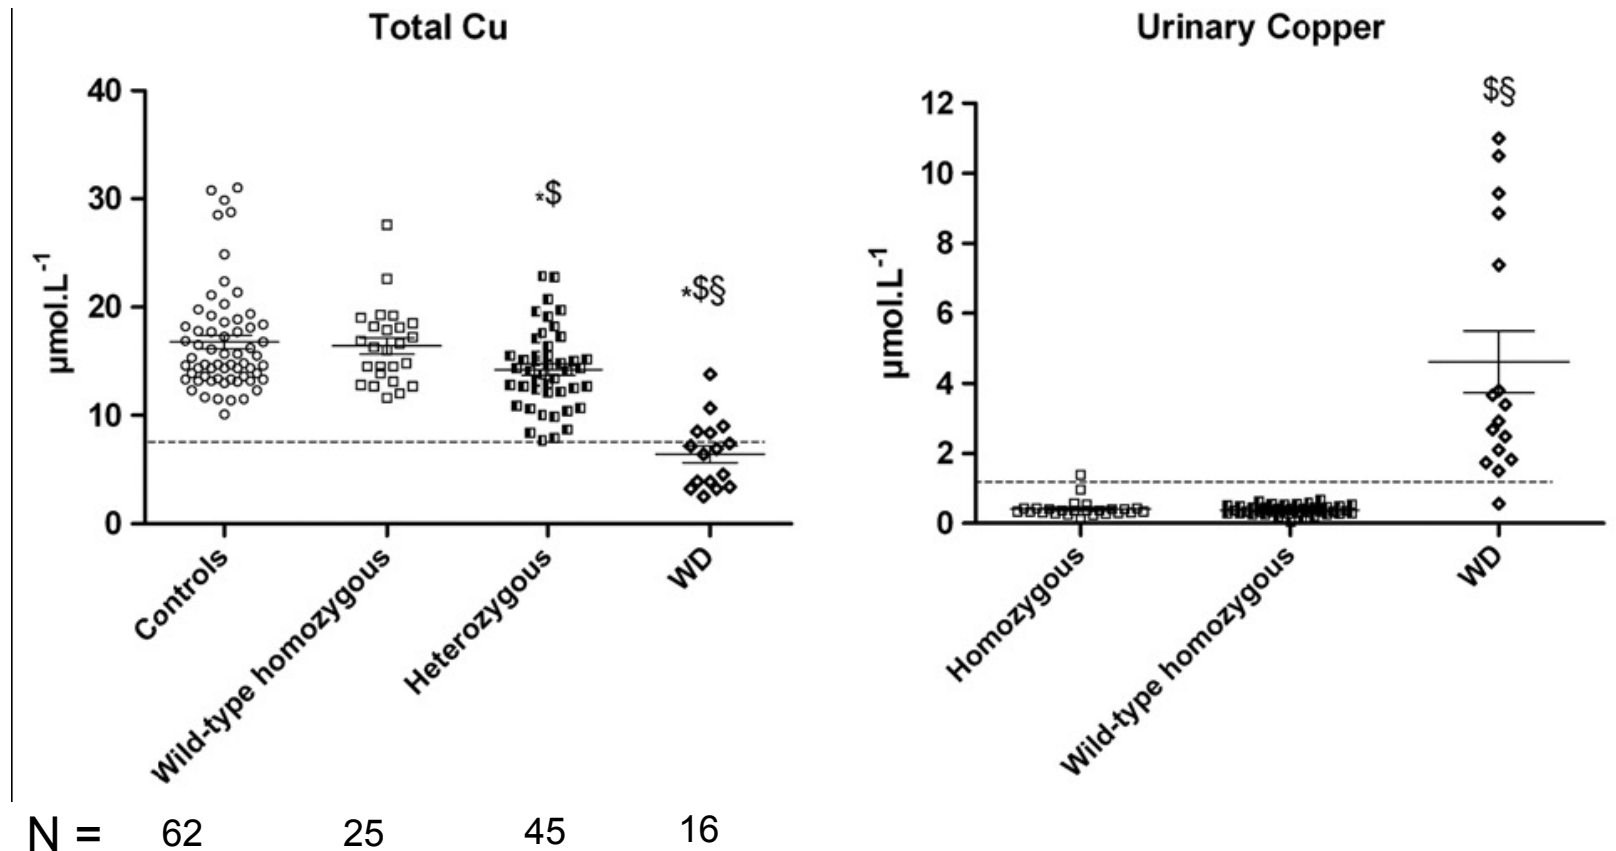 Total Cu
40
30
20
10
0
µmol.L-1
*$
*$§
Controls
Wild-type homozygous
Heterozygous
WD
N = 62 25 45 16
Urinary Copper
12
10
8
6
4
2
0
µmol.L-1
$§
Homozygous
Wild-type homozygous
WD